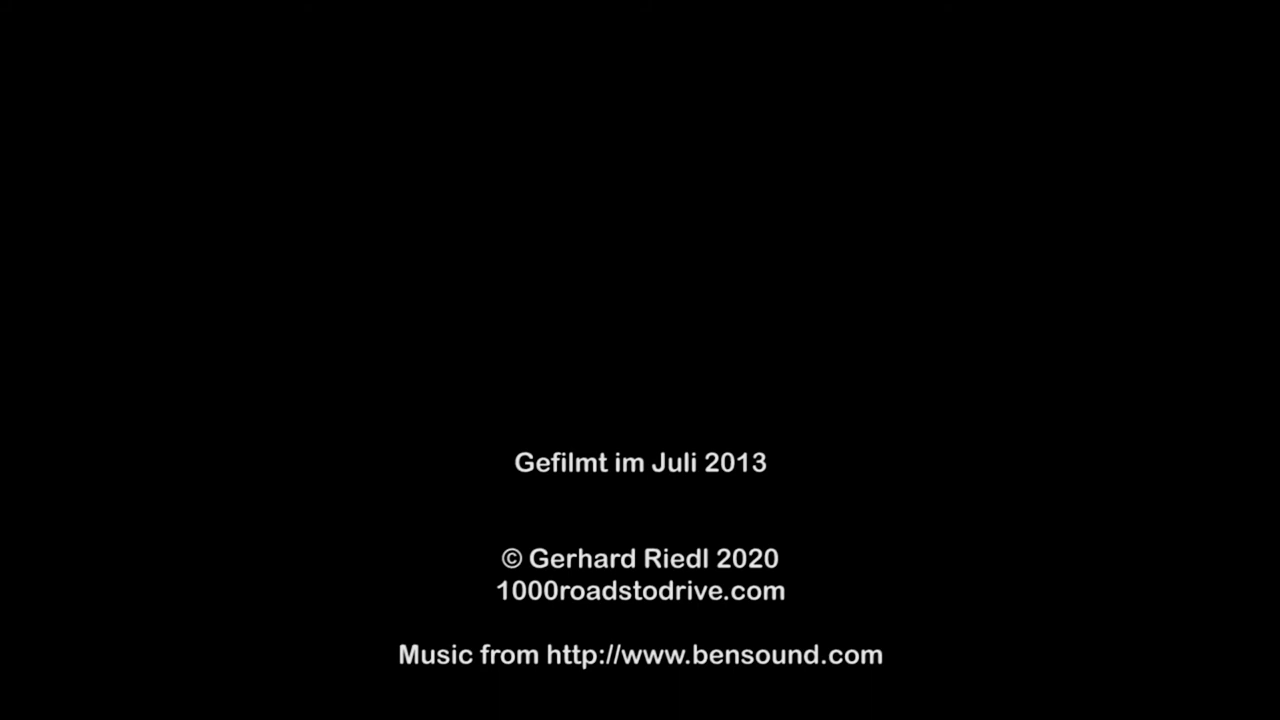 Gefilmt im Juli 2013
© Gerhard Riedl 2020
1000roadstodrive.com
Music from http://www.bensound.com